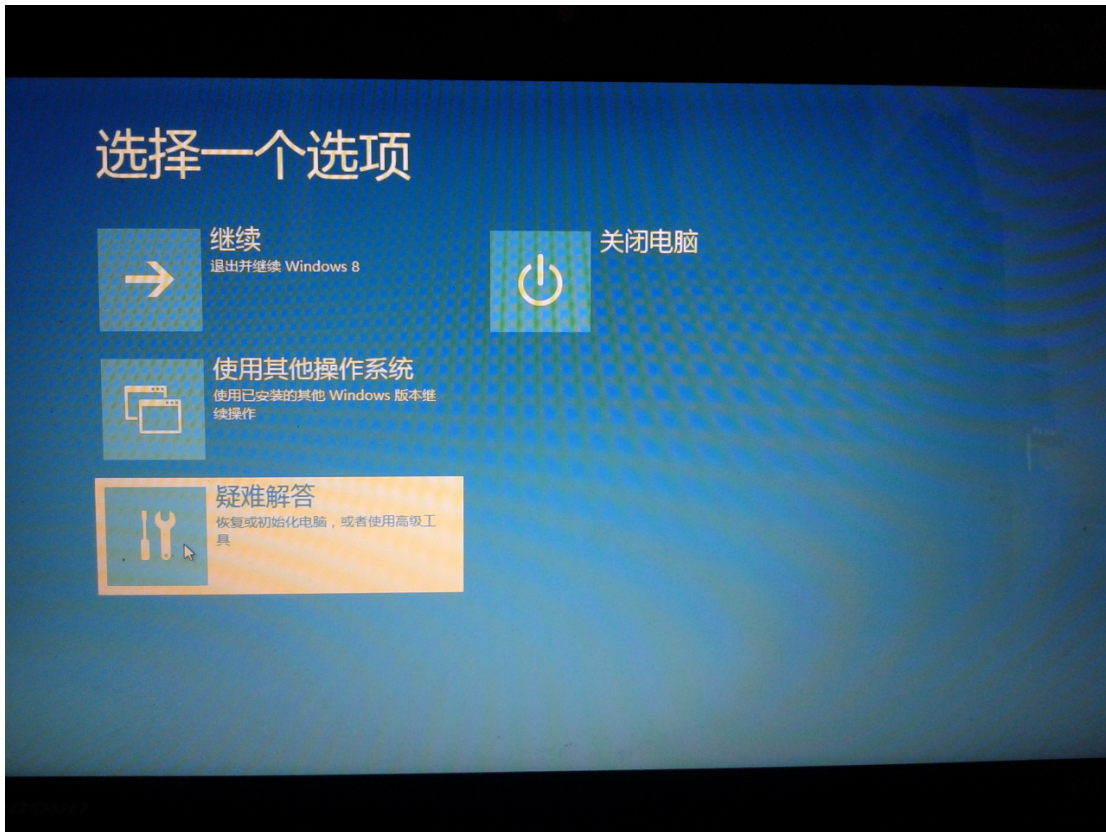 选择一个选项
继续
退出并继续 Windows 8
关闭电脑
使用其他操作系统
使用已安装的其他 Windows 版本继
续操作
疑难解答
恢复或初始化电脑，或者使用高级工
具